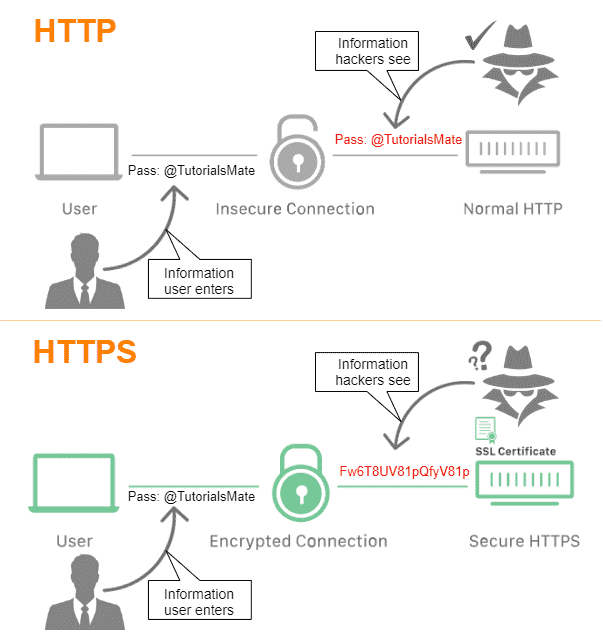 HTTP
Information
hackers see
Pass: @TutorialsMate
Pass: @TutorialsMate
User
Insecure Connection
Normal HTTP
Information
user enters
HTTPS
Information
hackers see
??
SSL Certificate
Fw6T8UV81pQfyV81p
Pass: @TutorialsMate
User
Encrypted Connection
Secure HTTPS
Information
user enters